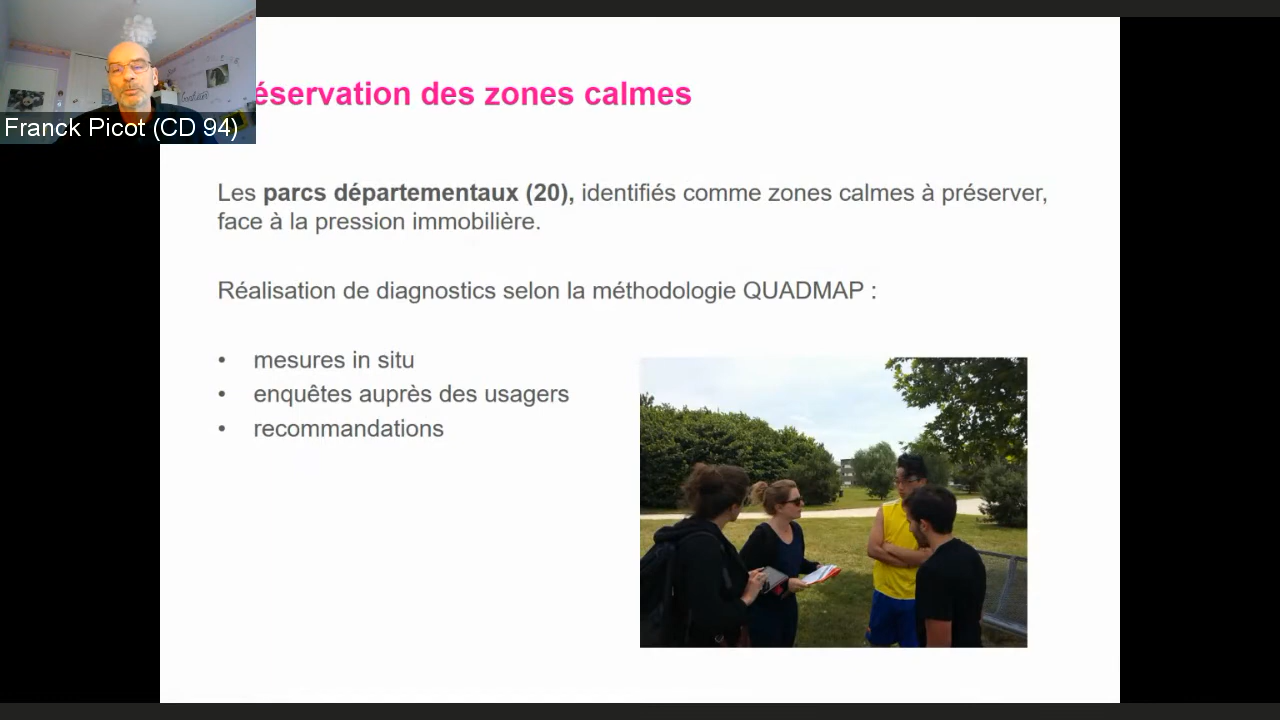 éservation des zones calmes
Franck Picot (CD 94)
Les parcs départementaux (20), identifiés comme zones calmes à préserver,
face à la pression immobilière.
Réalisation de diagnostics selon la méthodologie QUADMAP :
• mesures in situ
• enquêtes auprès des usagers
• recommandations